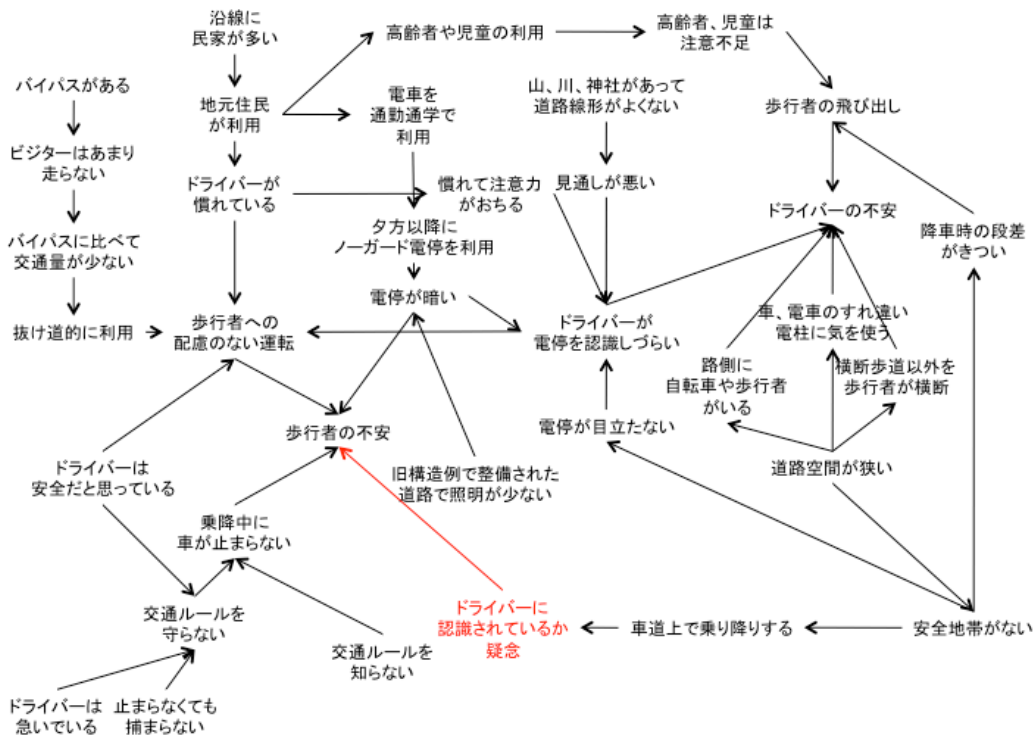 沿線に
民家が多い
高齢者や児童の利用
高齢者、児童は
注意不足
バイパスがある
地元住民
が利用
電車を
通勤通学で
利用
山、川、神社があって
道路線形がよくない
歩行者の飛び出し
ビジターはあまり
走らない
ドライバーが
慣れている
慣れて注意力
がおちる
見通しが悪い
ドライバーの不安
降車時の段差
がきつい
バイパスに比べて
交通量が少ない
夕方以降に
ノーガード電停を利用
電停が暗い
抜け道的に利用
歩行者への
配慮のない運転
ドライバーが
電停を認識しづらい
車、電車のすれ違い
電柱に気を使う
路側に
自転車や歩行者
がいる
横断歩道以外を
歩行者が横断
歩行者の不安
電停が目立たない
ドライバーは
安全だと思っている
旧構造例で整備された
道路で照明が少ない
道路空間が狭い
乗降中に
車が止まらない
交通ルールを
守らない
ドライバーに
認識されているか
疑念
車道上で乗り降りする
安全地帯がない
交通ルールを
知らない
ドライバーは
急いでいる
止まらなくても
捕まらない